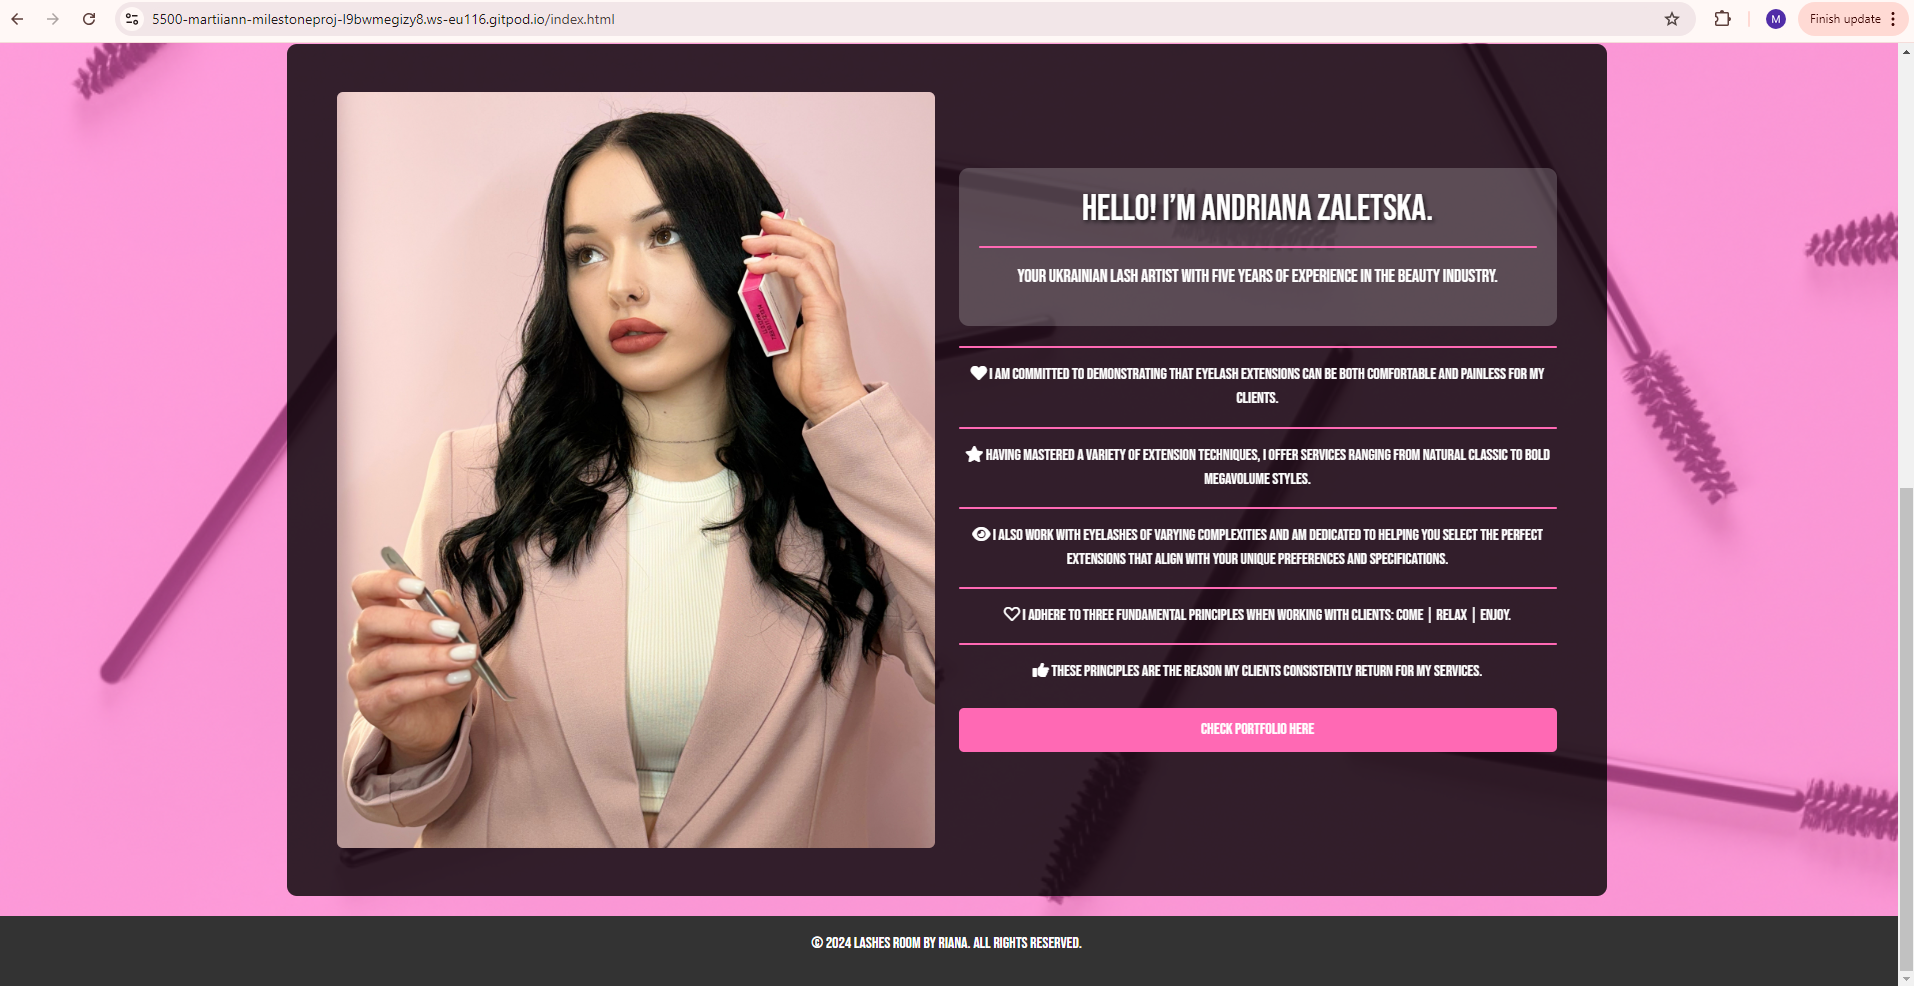 5500-martiiann-milestoneproj-l9bwmegizy8.ws-eu116.gitpod.io/index.html
M
Finish update
HELLO! I'M ANDRIANA ZALETSKA.
YOUR UKRAINIAN LASH ARTIST WITH FIVE YEARS OF EXPERIENCE IN THE BEAUTY INDUSTRY.
I AM COMMITTED TO DEMONSTRATING THAT EYELASH EXTENSIONS CAN BE BOTH COMFORTABLE AND PAINLESS FOR MY
CLIENTS.
HAVING MASTERED A VARIETY OF EXTENSION TECHNIQUES, I OFFER SERVICES RANGING FROM NATURAL CLASSIC TO BOLD
MEGAVOLUME STYLES.
I ALSO WORK WITH EYELASHES OF VARYING COMPLEXITIES AND AM DEDICATED TO HELPING YOU SELECT THE PERFECT
EXTENSIONS THAT ALIGN WITH YOUR UNIQUE PREFERENCES AND SPECIFICATIONS.
I ADHERE TO THREE FUNDAMENTAL PRINCIPLES WHEN WORKING WITH CLIENTS: COME | RELAX | ENJOY.
THESE PRINCIPLES ARE THE REASON MY CLIENTS CONSISTENTLY RETURN FOR MY SERVICES.
CHECK PORTFOLIO HERE
© 2024 LASHES ROOM BY RIANA. ALL RIGHTS RESERVED.